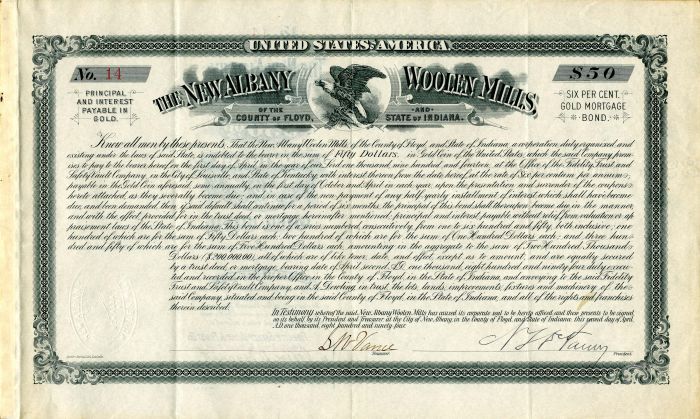 UNITED STATES OF AMERICA.
No. 14
$50
PRINCIPAL
AND INTEREST
PAYABLE IN
GOLD.
THE NEW ALBANY WOOLEN MILLS,
OF THE
COUNTY OF FLOYD,
-AND-
STATE OF INDIANA.
SIX PER CENT.
GOLD MORTGAGE
BOND.
Know all men by these presents, That the New Albany Woolen Mills, of the County of Floyd, and State of Indiana, a corporation duly organized and
existing under the laws of said State, is indebted to the bearer in the sum of Fifty Dollars, in Gold Coin of the United States, which the said Company prom-
ises to pay to the bearer hereof on the first day of April in the year of our Lord one thousand, nine hundred and fourteen, at the Office of the Fidelity Trust and
Safety Vault Company, in the City of Louisville, and State of Kentucky, with interest thereon from the date hereof, at the rate of Six per centum per annum,
payable in the Gold Coin aforesaid, semi-annually, on the first day of October and April in each year, upon the presentation and surrender of the coupons
hereto attached, as they severally become due; and in case of the non-payment of any half-yearly installment of interest which shall have become
due, and been demanded, then if said default shall continue for a period of six months, the principal of this bond shall thereupon become due in the manner
and with the effect provided for in the trust deed, or mortgage, hereinafter mentioned; principal and interest payable without relief from valuation or ap-
praisement laws of the State of Indiana. This bond is one of a series numbered consecutively from one to six hundred and fifty, both inclusive; one
hundred of which are for the sum of Fifty Dollars each; two hundred of which are for the sum of One Hundred Dollars each; and three hun-
dred and fifty of which are for the sum of Five Hundred Dollars each, amounting in the aggregate to the sum of Two Hundred Thousand
Dollars ($200,000.00), all of which are of like tenor, date and effect, except as to amount, and are equally secured
by a trust deed, or mortgage, bearing date of April second, A.D. one thousand, eight hundred and ninety four, duly execu-
ted and recorded in the proper Office in the County of Floyd, in the State of Indiana, and conveying to the said Fidelity
Trust and Safety Vault Company, and A. Dowling, in trust, the lots, lands, improvements, fixtures and machinery of the
said Company, situated and being in the said County of Floyd, in the State of Indiana, and all of the rights and franchises
therein described.
In Testimony whereof the said New Albany Woolen Mills has caused its corporate seal to be hereby affixed, and these presents to be signed
on its behalf by its President and Treasurer at the City of New Albany, in the County of Floyd, and State of Indiana, this second day of April,
A.D. one thousand, eight hundred and ninety four.
Treasurer.
President.